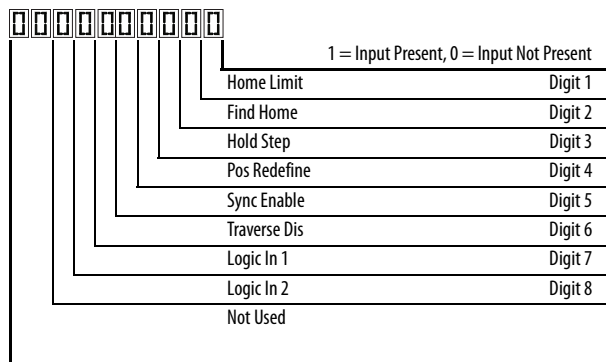 0000000000
1 = Input Present, 0 = Input Not Present
Home Limit Digit 1
Find Home Digit 2
Hold Step Digit 3
Pos Redefine Digit 4
Sync Enable Digit 5
Traverse Dis Digit 6
Logic In 1 Digit 7
Logic In 2 Digit 8
Not Used